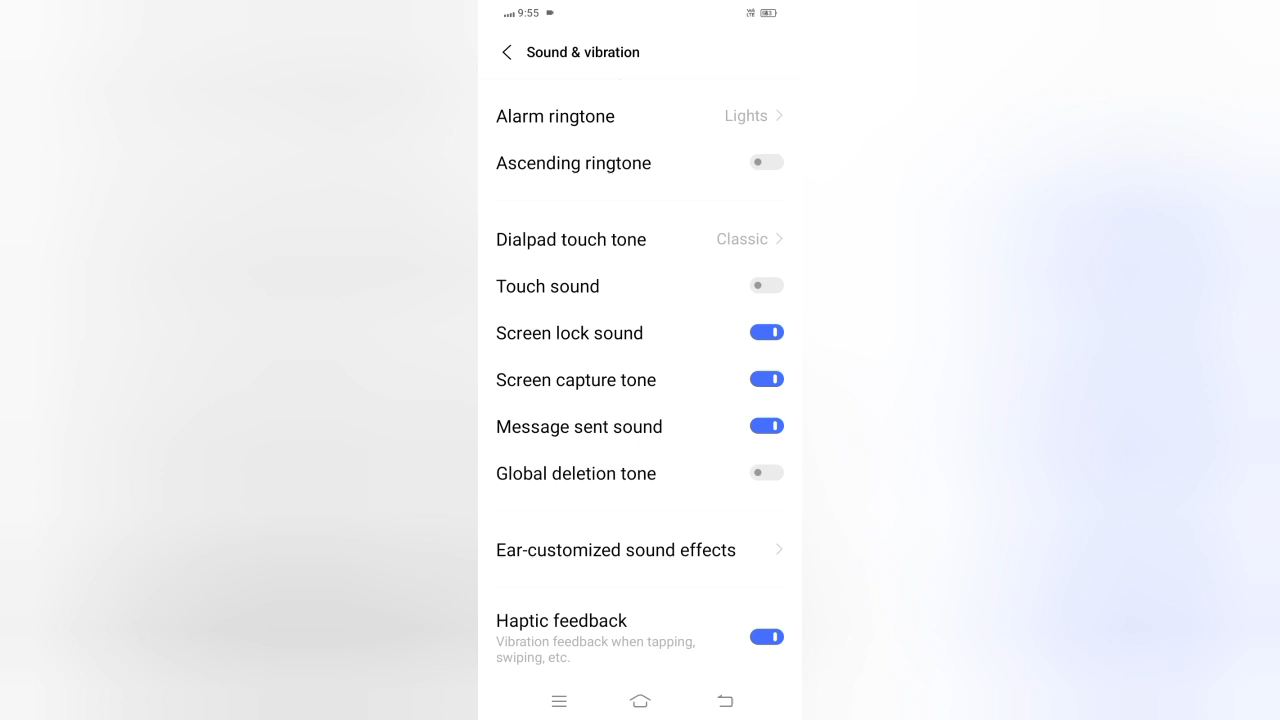 9:55
Sound & vibration
Alarm ringtone Lights
Ascending ringtone
Dialpad touch tone Classic
Touch sound
Screen lock sound
Screen capture tone
Message sent sound
Global deletion tone
Ear-customized sound effects
Haptic feedback
Vibration feedback when tapping,
swiping, etc.